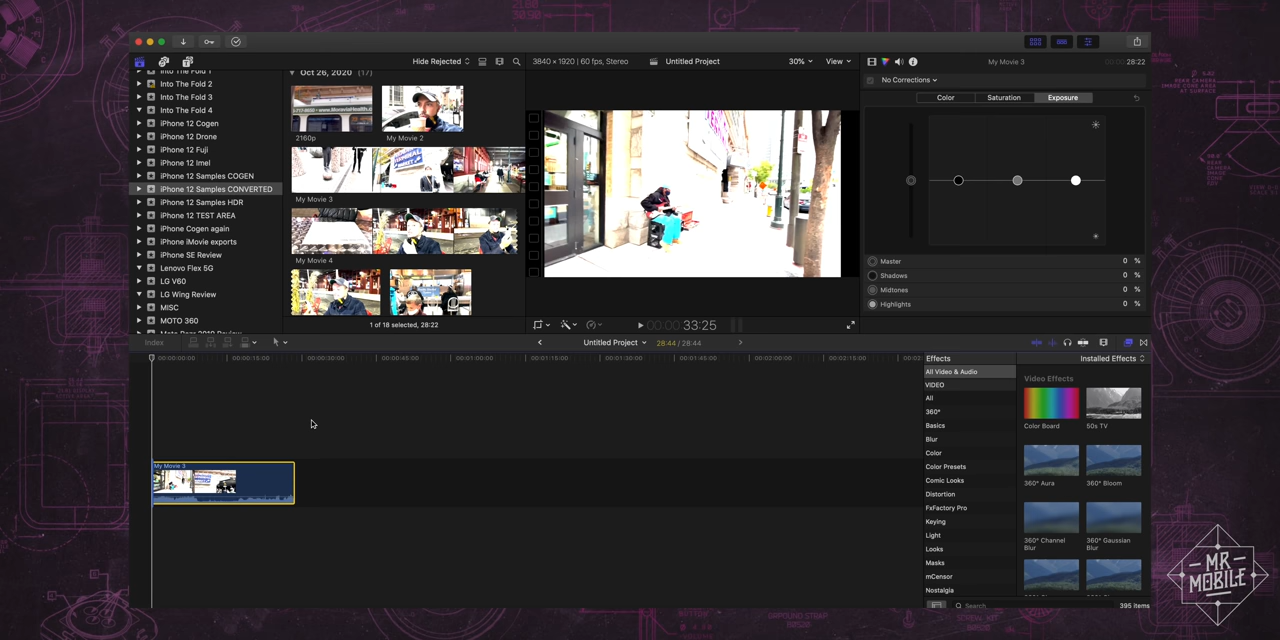 Hide Rejected
3840 × 1920 | 60 fps, Stereo
Untitled Project
30%
View
My Movie 3
28:22
Into The Fold 1
Into The Fold 2
Into The Fold 3
Into The Fold 4
iPhone 12 Cogen
iPhone 12 Drone
iPhone 12 Fuji
iPhone 12 Imel
iPhone 12 Samples COGEN
iPhone 12 Samples CONVERTED
iPhone 12 Samples HDR
iPhone 12 TEST AREA
iPhone Cogen again
iPhone iMovie exports
iPhone SE Review
Lenovo Flex 5G
LG V60
LG Wing Review
MISC
MOTO 360
Oct 26, 2020 (17)
2160p
My Movie 2
My Movie 3
My Movie 4
1 of 18 selected, 28:22
33:25
No Corrections
Color
Saturation
Exposure
Master 0 %
Shadows 0 %
Midtones 0 %
Highlights 0 %
Index
Untitled Project
28:44 / 28:44
00:00:00:00
00:00:15:00
00:00:30:00
00:00:45:00
00:01:00:00
00:01:15:00
00:01:30:00
00:01:45:00
00:02:00:00
00:02:15:00
My Movie 3
Effects
Installed Effects
All Video & Audio
VIDEO
All
360°
Basics
Blur
Color
Color Presets
Comic Looks
Distortion
FxFactory Pro
Keying
Light
Looks
Masks
mCensor
Nostalgia
Video Effects
Color Board
50s TV
360° Aura
360° Bloom
360° Channel
Blur
360° Gaussian
Blur
Search
395 items
MR
MOBILE